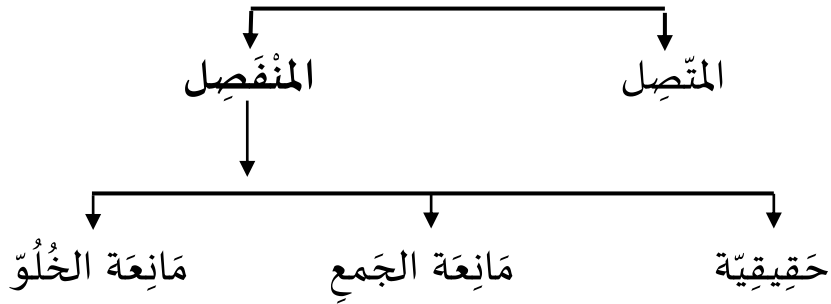 المتّصِل المنْفَصِل
حَقِيقِيّة مَانِعَة الجَمعِ مَانِعَة الخُلُوّ